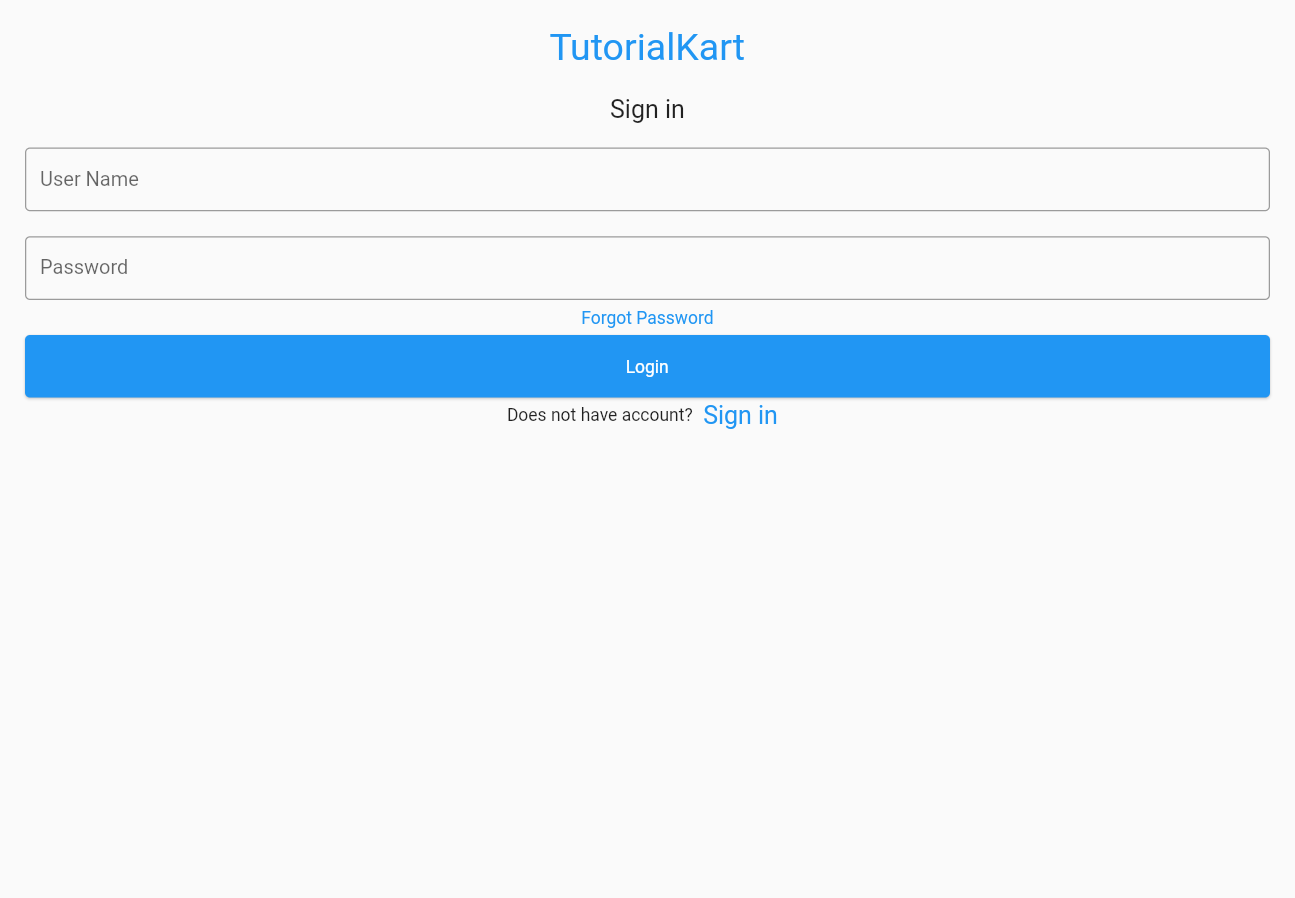 TutorialKart
Sign in
User Name
Password
Forgot Password
Login
Does not have account? Sign in